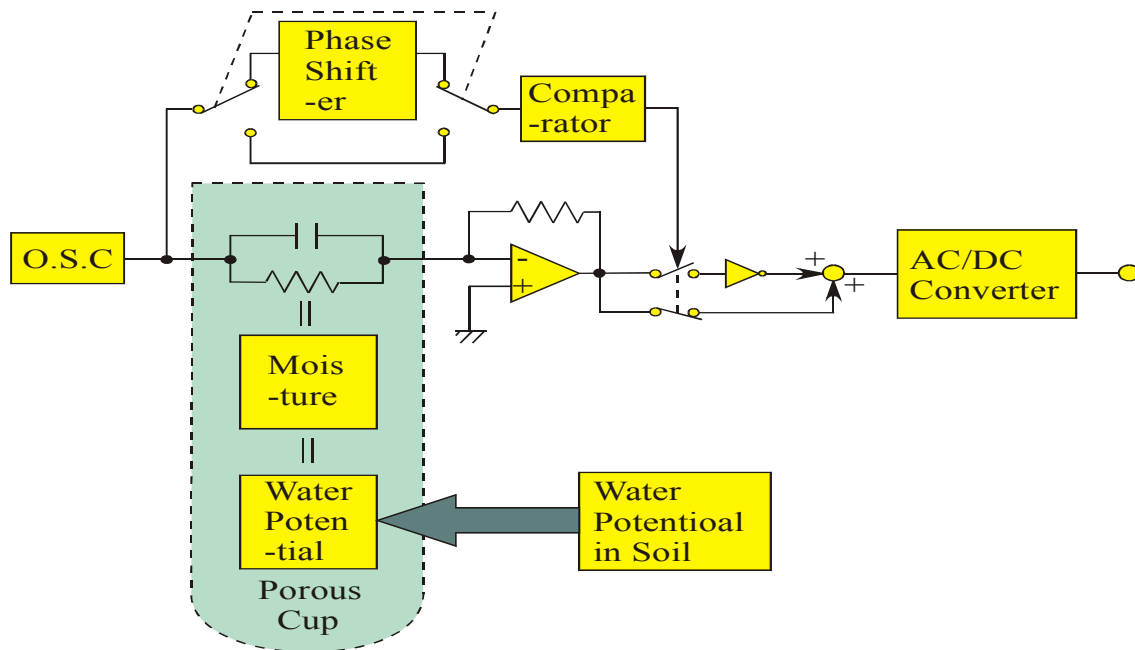 Phase
Shift
-er
Compa
-rator
O.S.C
-
+
+
+
AC/DC
Converter
Mois
-ture
Water
Poten
-tial
Water
Potentioal
in Soil
Porous
Cup